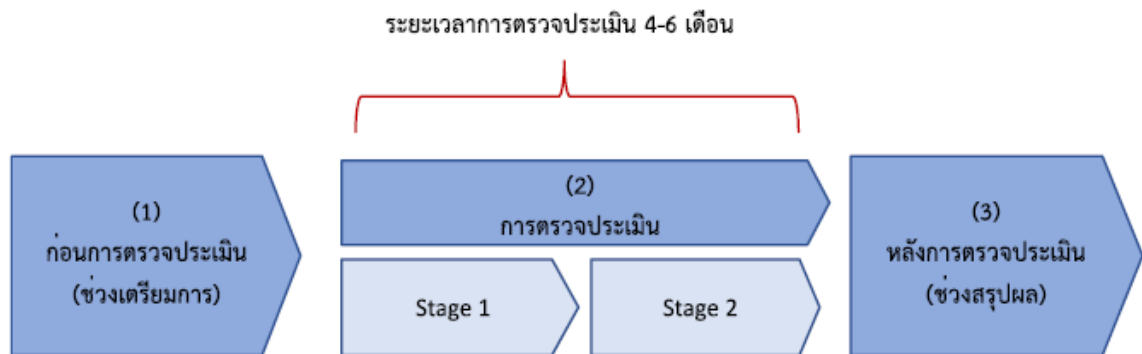 ระยะเวลาการตรวจประเมิน 4-6 เดือน
(1)
ก่อนการตรวจประเมิน
(ช่วงเตรียมการ)
(2)
การตรวจประเมิน
Stage 1
Stage 2
(3)
หลังการตรวจประเมิน
(ช่วงสรุปผล)